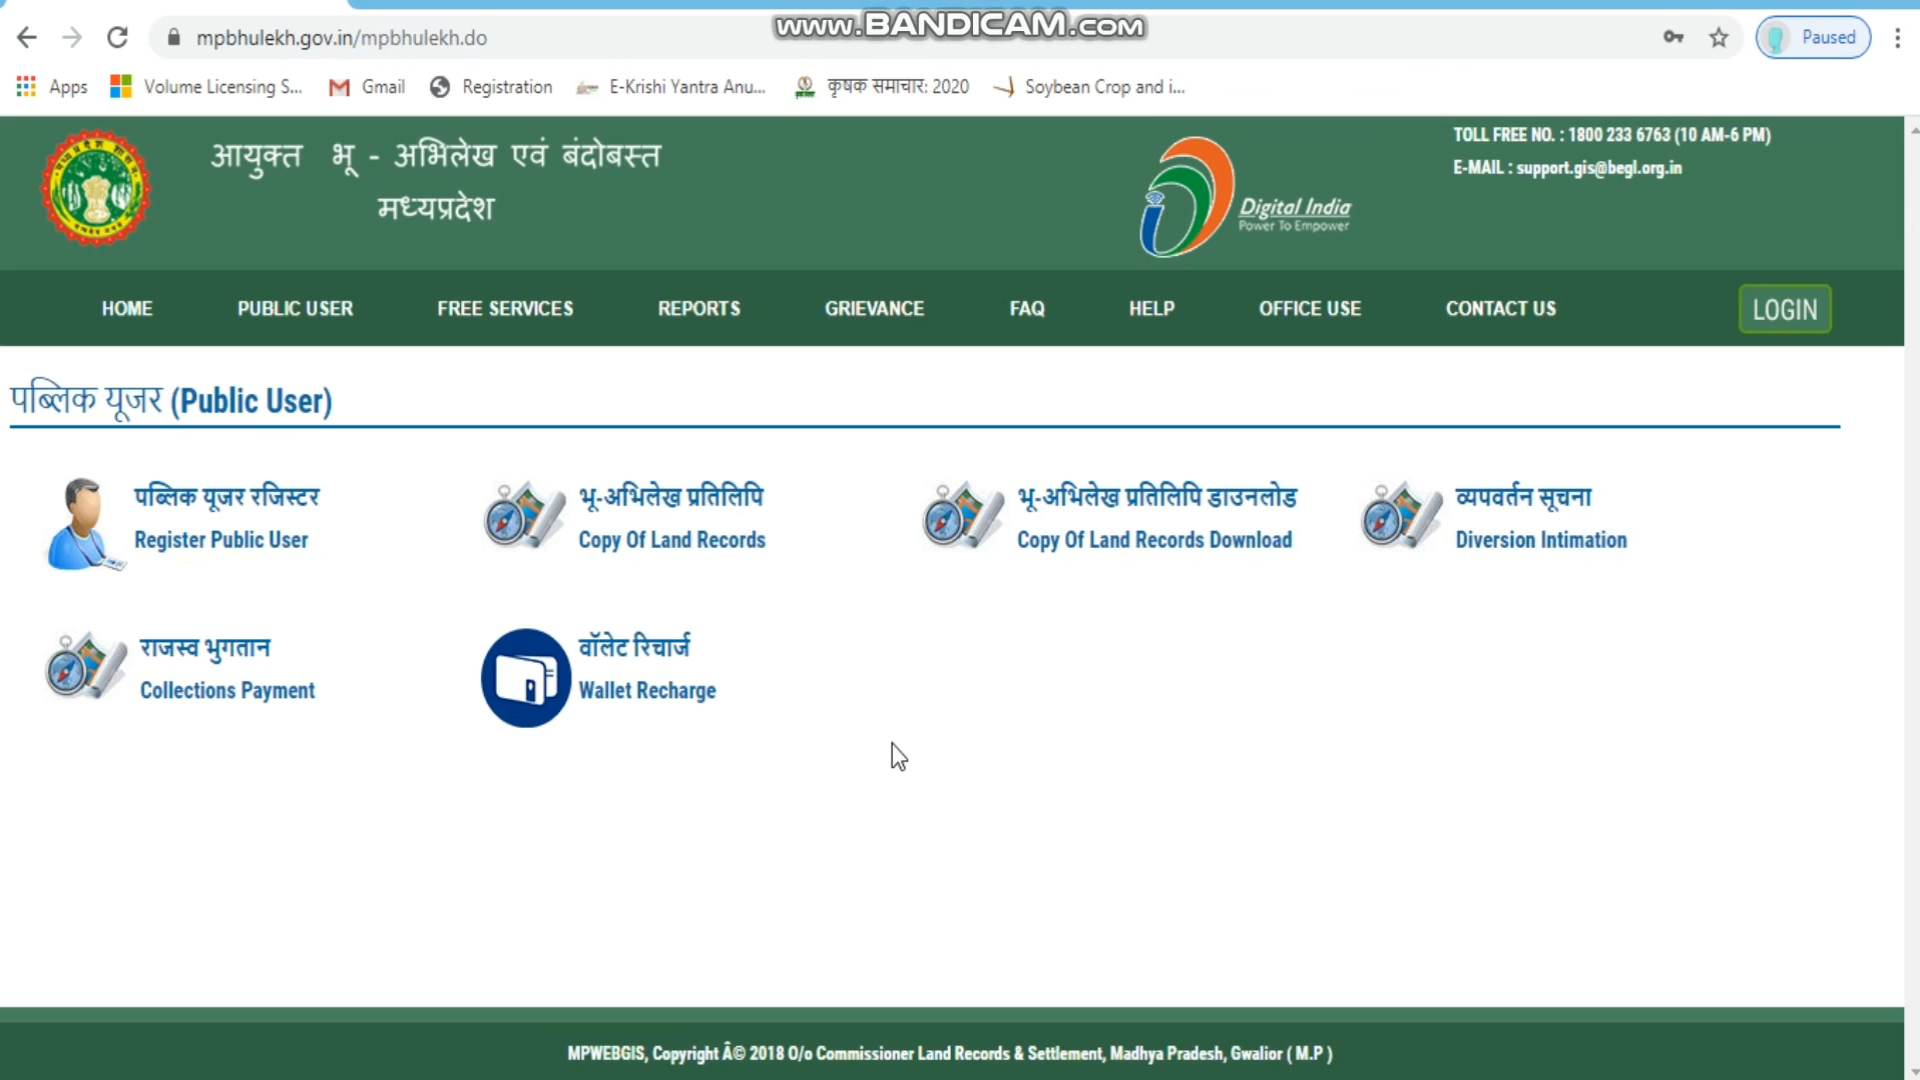 www.BANDICAM.com
mpbhulekh.gov.in/mpbhulekh.do
Paused
Apps
Volume Licensing S...
Gmail
Registration
E-Krishi Yantra Anu...
कृषक समाचार: 2020
Soybean Crop and i...
आयुक्त भू - अभिलेख एवं बंदोबस्त
मध्यप्रदेश
Digital India
Power To Empower
TOLL FREE NO. : 1800 233 6763 (10 AM-6 PM)
E-MAIL : support.gis@begl.org.in
HOME
PUBLIC USER
FREE SERVICES
REPORTS
GRIEVANCE
FAQ
HELP
OFFICE USE
CONTACT US
LOGIN
पब्लिक यूजर (Public User)
पब्लिक यूजर रजिस्टर
Register Public User
भू-अभिलेख प्रतिलिपि
Copy Of Land Records
भू-अभिलेख प्रतिलिपि डाउनलोड
Copy Of Land Records Download
व्यपवर्तन सूचना
Diversion Intimation
राजस्व भुगतान
Collections Payment
वॉलेट रिचार्ज
Wallet Recharge
MPWEBGIS, Copyright Â© 2018 O/o Commissioner Land Records & Settlement, Madhya Pradesh, Gwalior ( M.P )